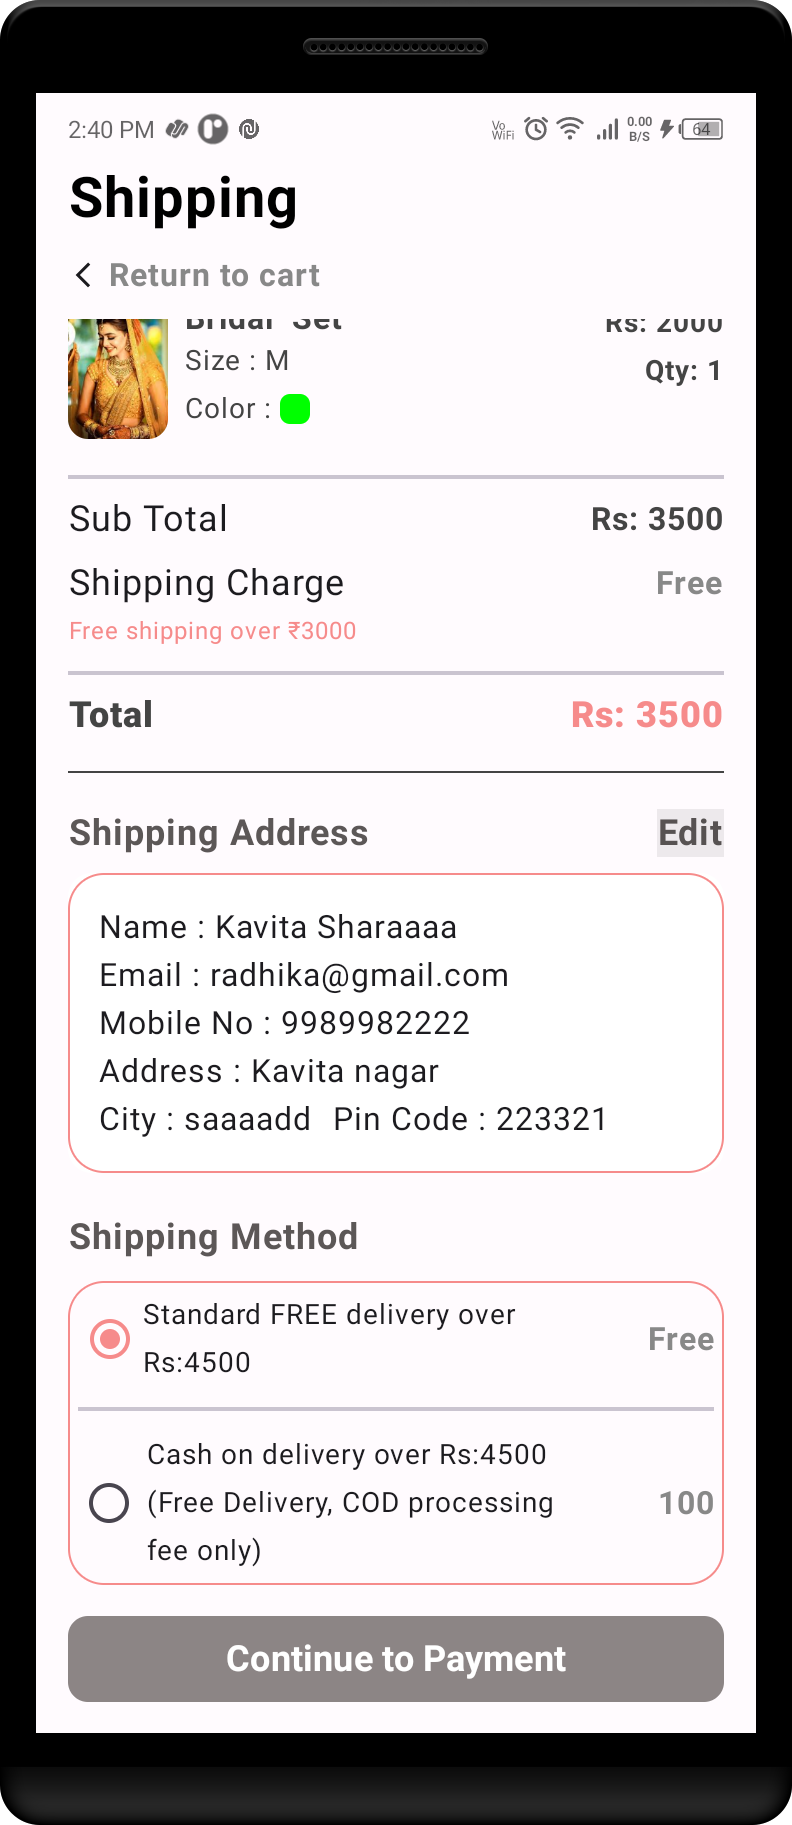 2:40 PM Vo WiFi 0.00 B/S 64
Shipping
Return to cart
Bridal Set Rs: 2000
Size : M
Qty: 1
Color :
Sub Total Rs: 3500
Shipping Charge Free
Free shipping over ₹3000
Total Rs: 3500
Shipping Address Edit
Name : Kavita Sharaaaa
Email : radhika@gmail.com
Mobile No : 9989982222
Address : Kavita nagar
City : saaaadd Pin Code : 223321
Shipping Method
Standard FREE delivery over
Rs:4500
Free
Cash on delivery over Rs:4500
(Free Delivery, COD processing
fee only)
100
Continue to Payment